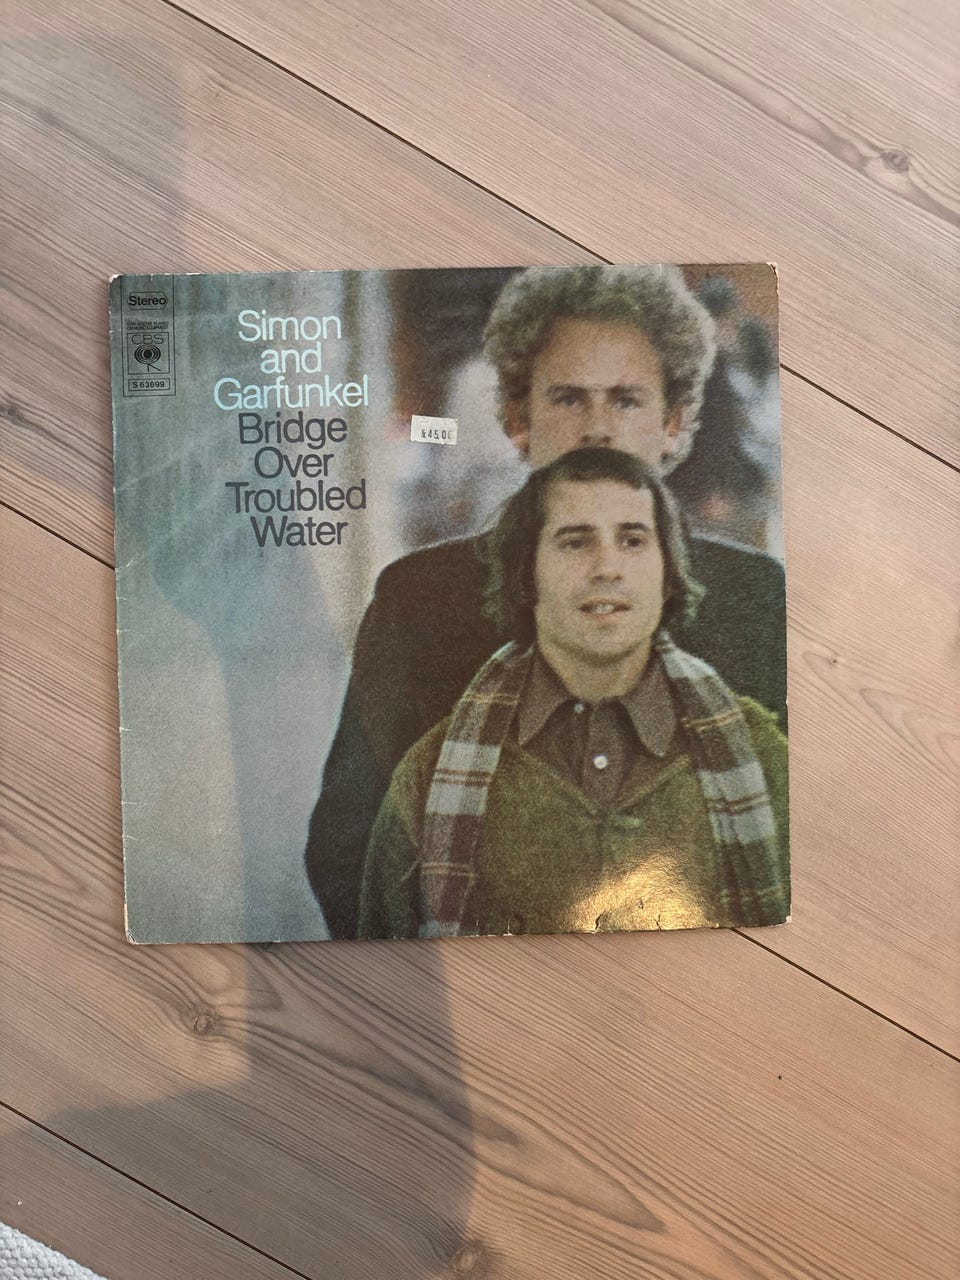 Stereo
CBS
S 63699
Simon
and
Garfunkel
Bridge
Over
Troubled
Water